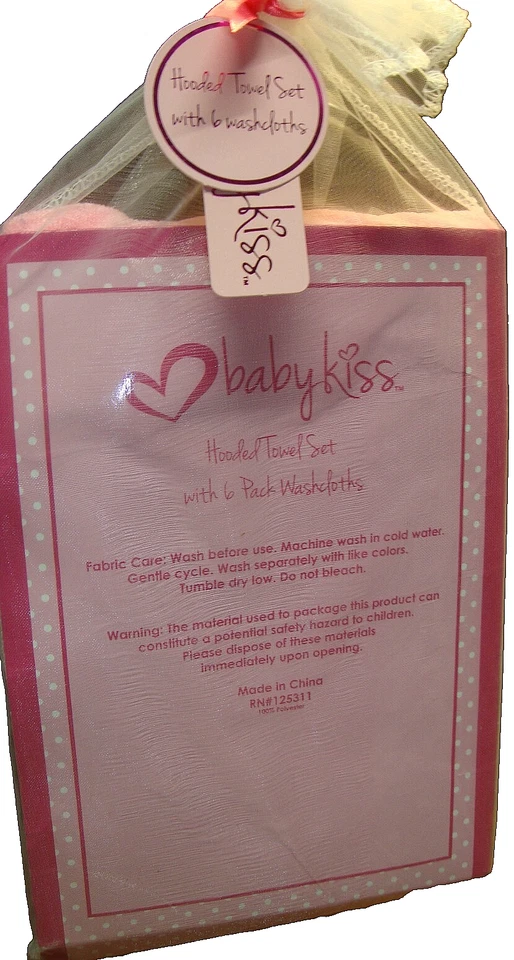 Hooded Towel Set
with 6 washcloths
kiss™
babykiss™
Hooded Towel Set
with 6 Pack Washcloths
Fabric Care: Wash before use. Machine wash in cold water.
Gentle cycle. Wash separately with like colors.
Tumble dry low. Do not bleach.
Warning: The material used to package this product can
constitute a potential safety hazard to children.
Please dispose of these materials
immediately upon opening.
Made in China
RN#125311
100% Polyester